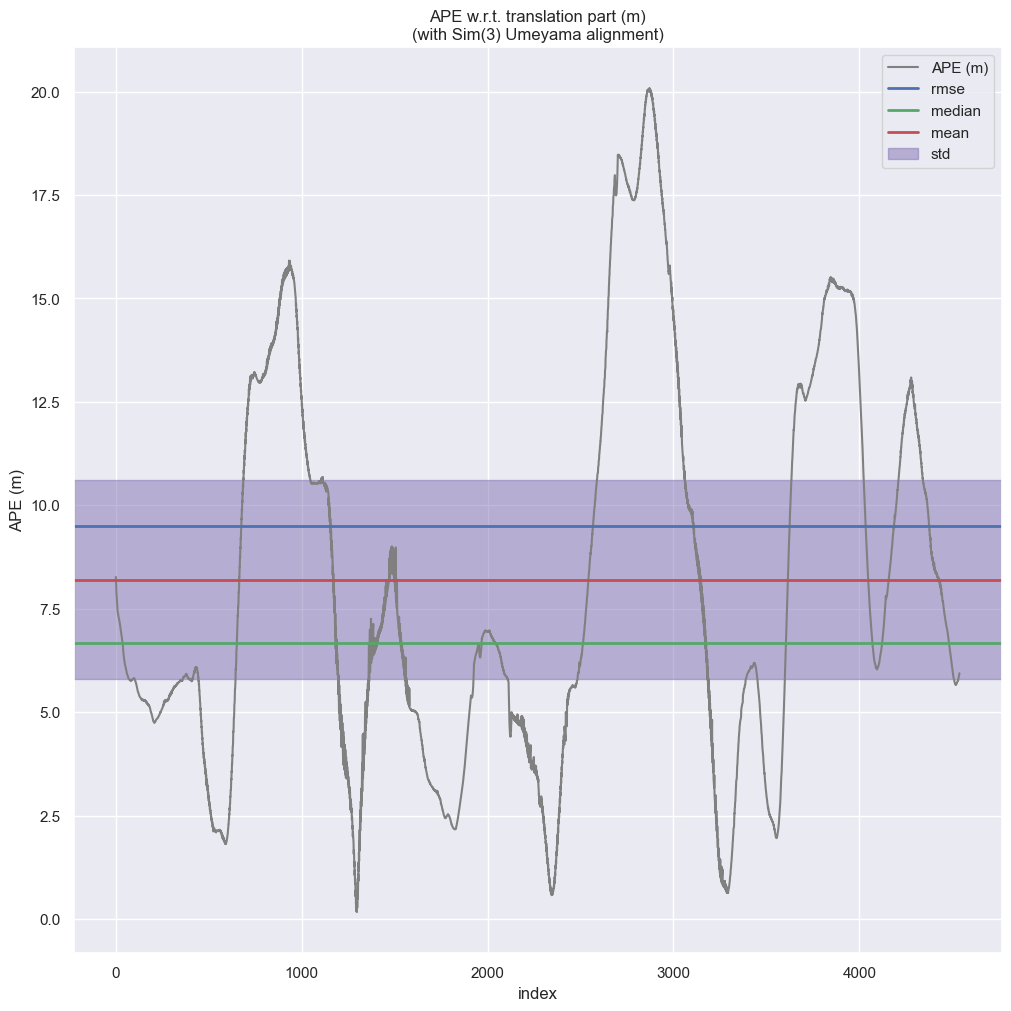 APE w.r.t. translation part (m)
(with Sim(3) Umeyama alignment)
APE (m)
rmse
median
mean
std
20.0
17.5
15.0
12.5
10.0
7.5
5.0
2.5
0.0
APE (m)
0
1000
2000
3000
4000
index